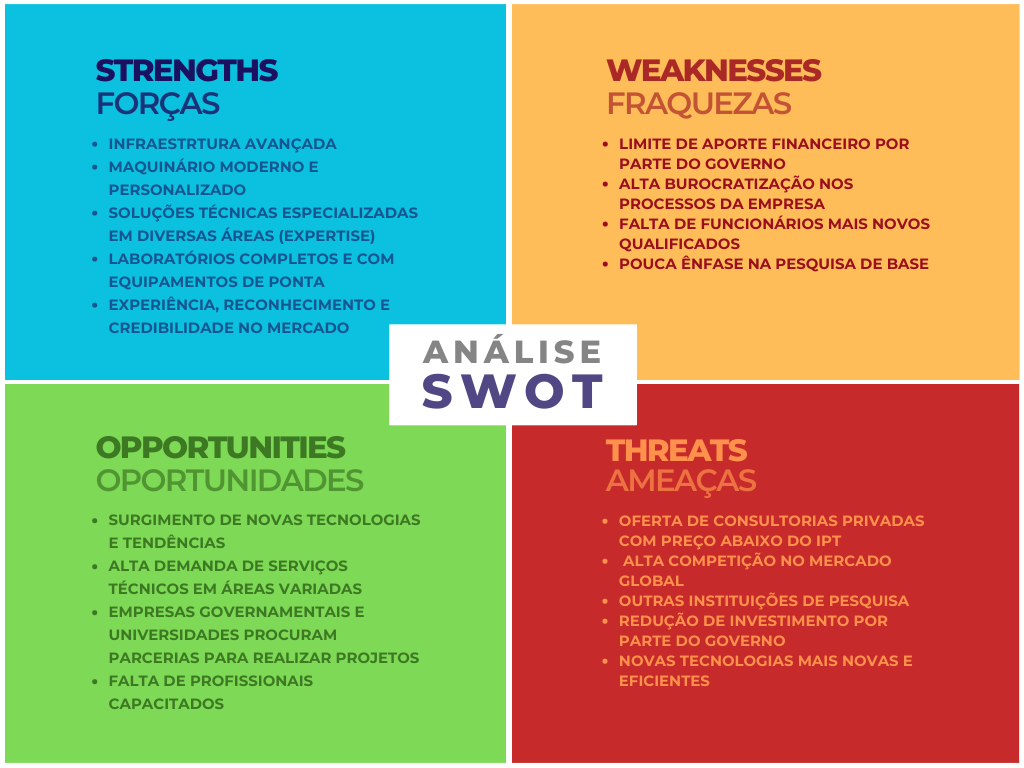 STRENGTHS
FORÇAS
• INFRAESTRTURA AVANÇADA
• MAQUINÁRIO MODERNO E
PERSONALIZADO
• SOLUÇÕES TÉCNICAS ESPECIALIZADAS
EM DIVERSAS ÁREAS (EXPERTISE)
• LABORATÓRIOS COMPLETOS E COM
EQUIPAMENTOS DE PONTA
• EXPERIÊNCIA, RECONHECIMENTO E
CREDIBILIDADE NO MERCADO
WEAKNESSES
FRAQUEZAS
• LIMITE DE APORTE FINANCEIRO POR
PARTE DO GOVERNO
• ALTA BUROCRATIZAÇÃO NOS
PROCESSOS DA EMPRESA
• FALTA DE FUNCIONÁRIOS MAIS NOVOS
QUALIFICADOS
• POUCA ÊNFASE NA PESQUISA DE BASE
ANÁLISE
SWOT
OPPORTUNITIES
OPORTUNIDADES
• SURGIMENTO DE NOVAS TECNOLOGIAS
E TENDÊNCIAS
• ALTA DEMANDA DE SERVIÇOS
TÉCNICOS EM ÁREAS VARIADAS
• EMPRESAS GOVERNAMENTAIS E
UNIVERSIDADES PROCURAM
PARCERIAS PARA REALIZAR PROJETOS
• FALTA DE PROFISSIONAIS
CAPACITADOS
THREATS
AMEAÇAS
• OFERTA DE CONSULTORIAS PRIVADAS
COM PREÇO ABAIXO DO IPT
• ALTA COMPETIÇÃO NO MERCADO
GLOBAL
• OUTRAS INSTITUIÇÕES DE PESQUISA
• REDUÇÃO DE INVESTIMENTO POR
PARTE DO GOVERNO
• NOVAS TECNOLOGIAS MAIS NOVAS E
EFICIENTES